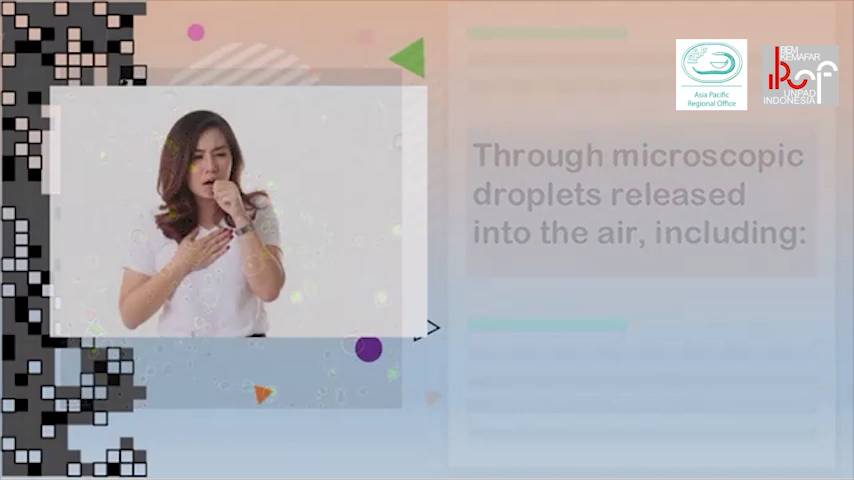 Asia Pacific
Regional Office
BEM
KEMAFAR
UNPAD
INDONESIA
Through microscopic
droplets released
into the air, including: